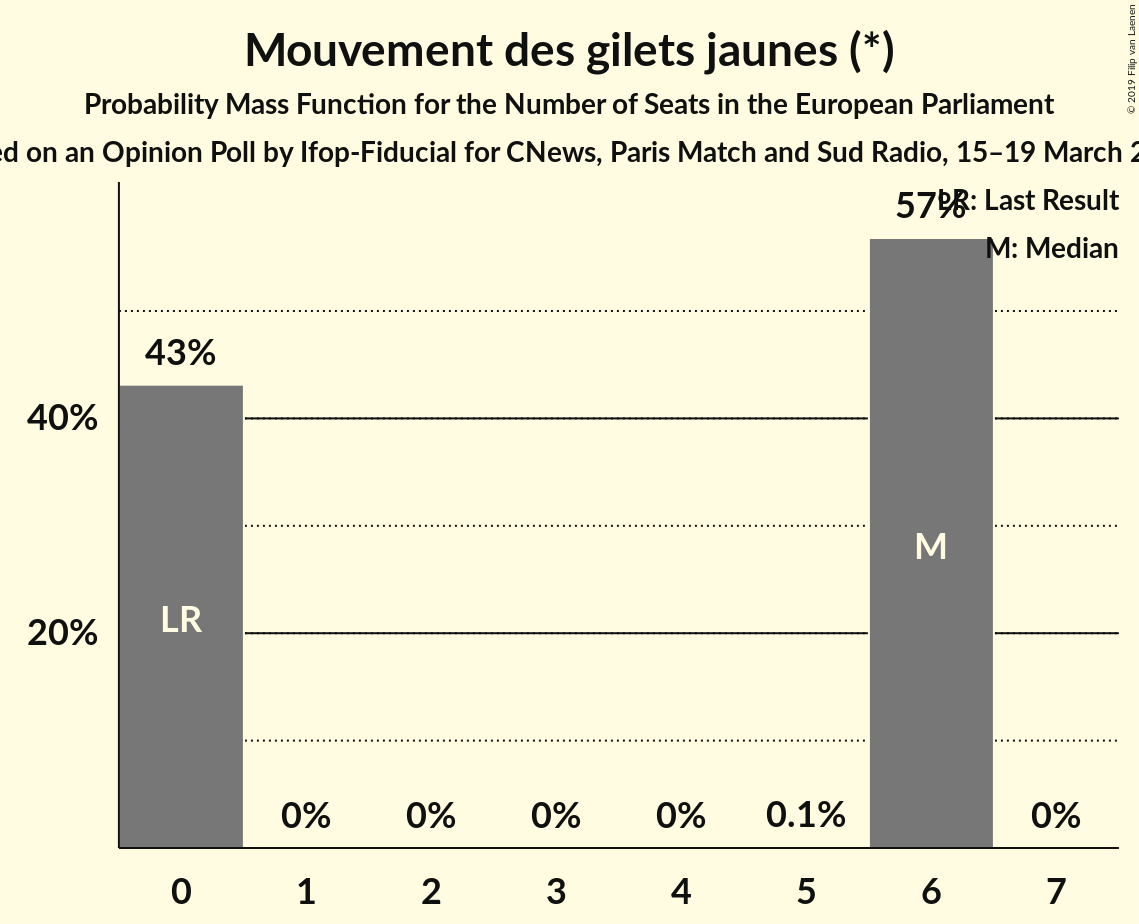 Mouvement des gilets jaunes (*)
Probability Mass Function for the Number of Seats in the European Parliament
on an Opinion Poll by Ifop-Fiducial for CNews, Paris Match and Sud Radio, 15–19 March
© 2019 Filip van Laenen
57%
LR: Last Result
M: Median
43%
40%
M
LR
20%
0% 0% 0% 0% 0.1% 0%
0 1 2 3 4 5 6 7